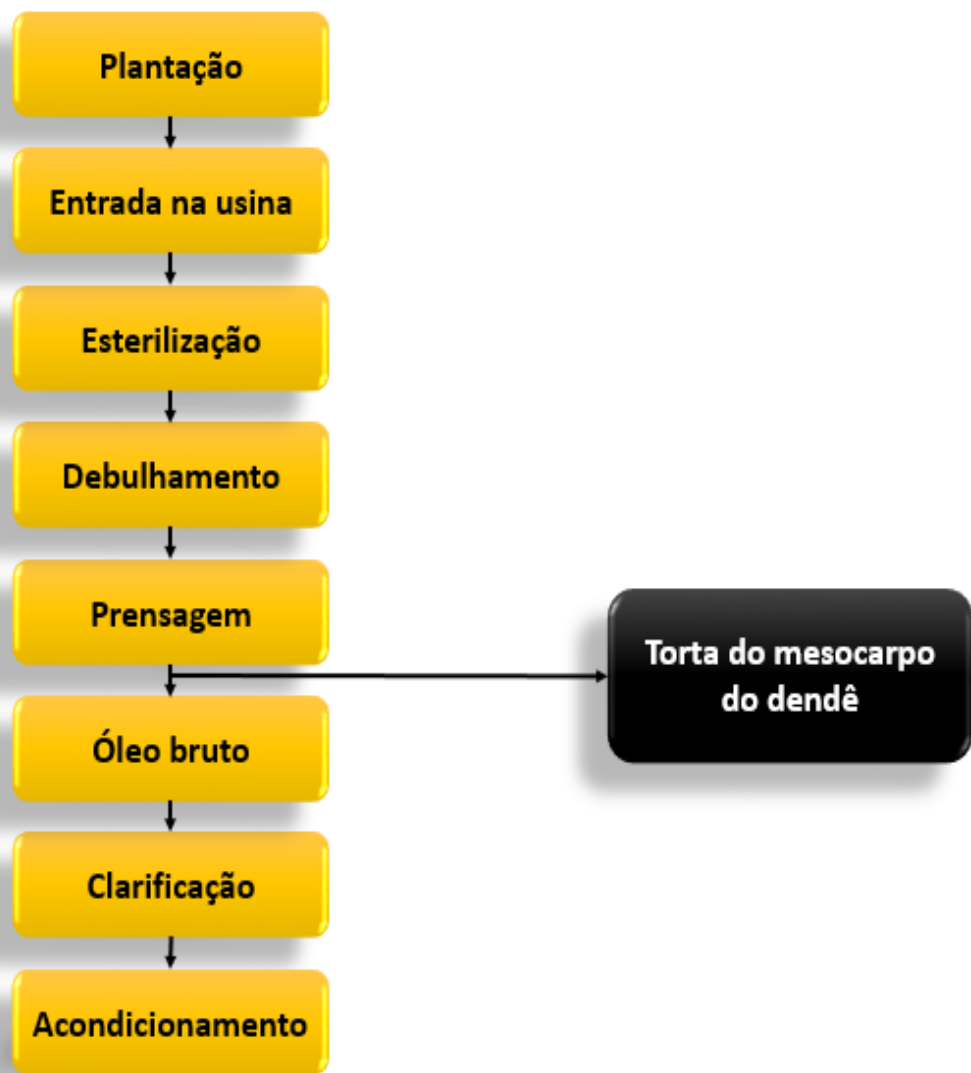 Plantação
Entrada na usina
Esterilização
Debulhamento
Prensagem
Torta do mesocarpo
do dendê
Óleo bruto
Clarificação
Acondicionamento